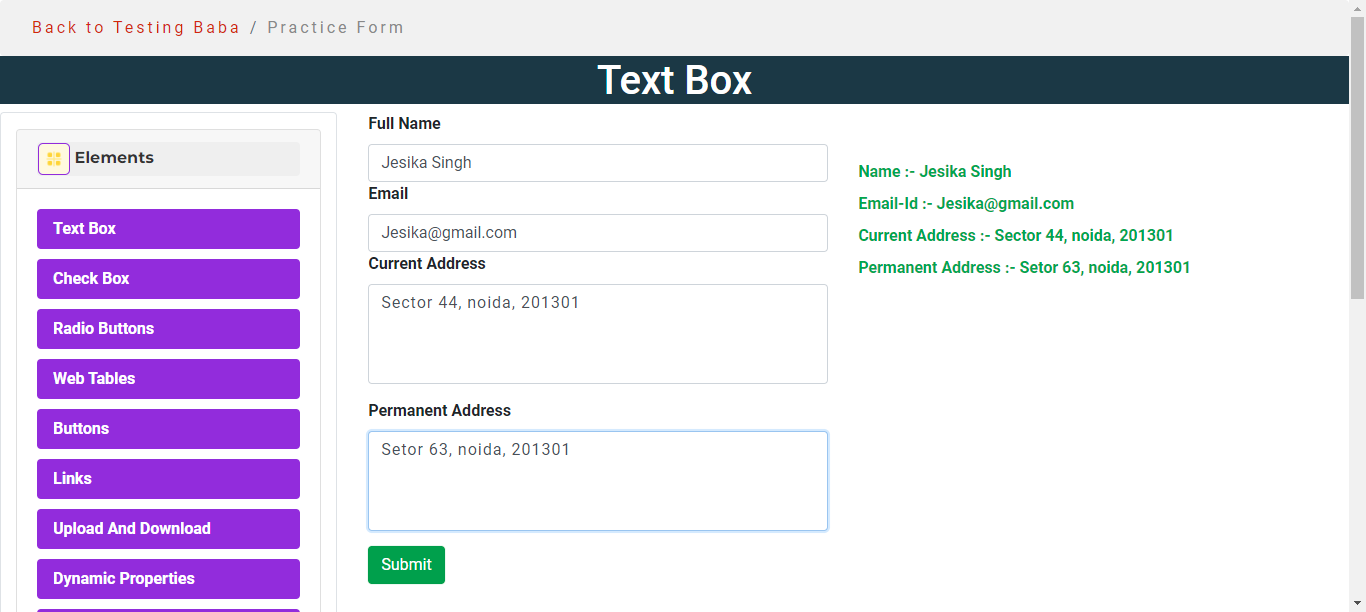 Back to Testing Baba / Practice Form
Text Box
Elements
Text Box
Check Box
Radio Buttons
Web Tables
Buttons
Links
Upload And Download
Dynamic Properties
Full Name
Jesika Singh
Email
Jesika@gmail.com
Current Address
Sector 44, noida, 201301
Permanent Address
Setor 63, noida, 201301
Submit
Name :- Jesika Singh
Email-Id :- Jesika@gmail.com
Current Address :- Sector 44, noida, 201301
Permanent Address :- Setor 63, noida, 201301